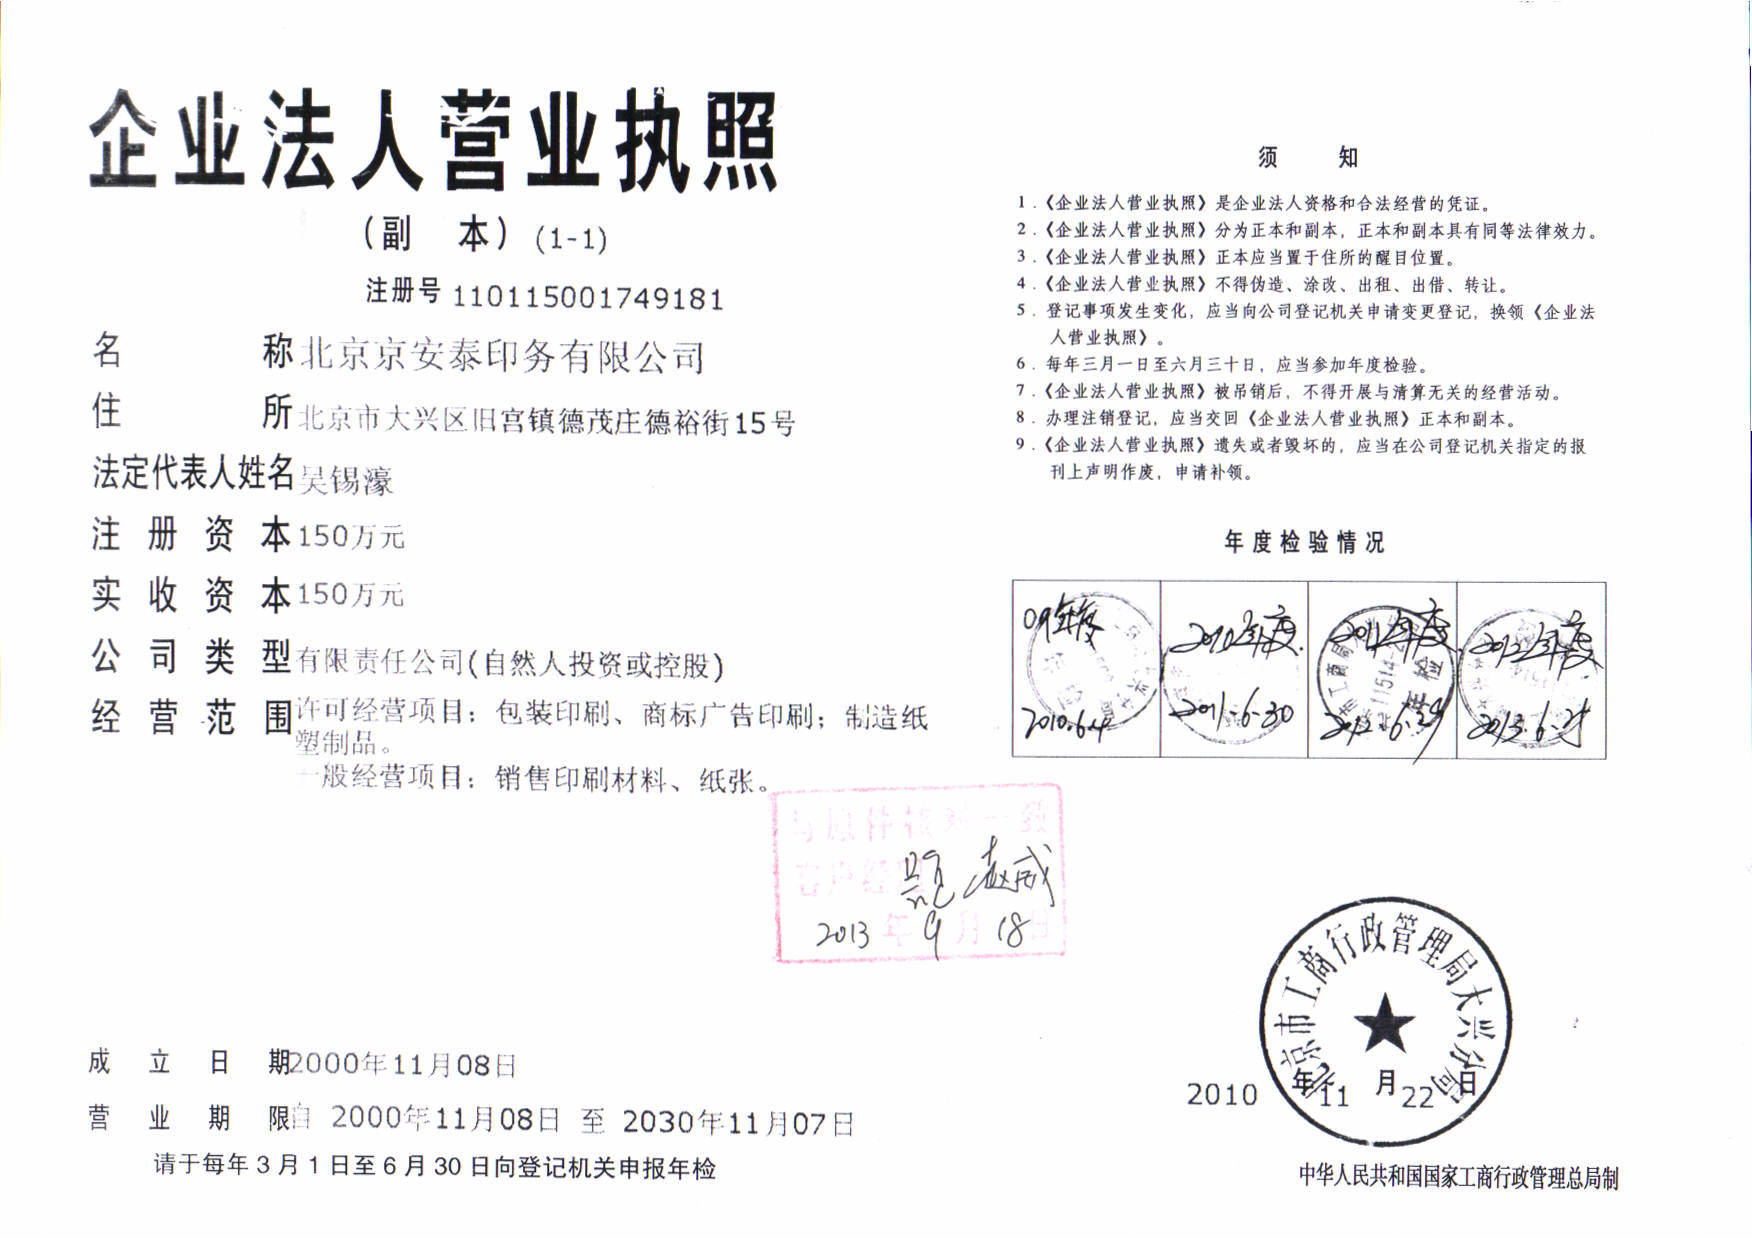 企业法人营业执照
（副 本）(1-1)
注册号 110115001749181
名 称 北京京安泰印务有限公司
住 所 北京市大兴区旧宫镇德茂庄德裕街15号
法定代表人姓名 吴锡濠
注册资本 150万元
实收资本 150万元
公司类型 有限责任公司(自然人投资或控股)
经营范围 许可经营项目：包装印刷、商标广告印刷；制造纸
塑制品。
一般经营项目：销售印刷材料、纸张。
与原件核对一致
客户经理
赵威
2013 年 9 月 18 日
成立日期 2000年11月08日
营业期限 自 2000年11月08日 至 2030年11月07日
请于每年3月1日至6月30日向登记机关申报年检
须 知
1．《企业法人营业执照》是企业法人资格和合法经营的凭证。
2．《企业法人营业执照》分为正本和副本，正本和副本具有同等法律效力。
3．《企业法人营业执照》正本应当置于住所的醒目位置。
4．《企业法人营业执照》不得伪造、涂改、出租、出借、转让。
5．登记事项发生变化，应当向公司登记机关申请变更登记，换领《企业法
人营业执照》。
6．每年三月一日至六月三十日，应当参加年度检验。
7．《企业法人营业执照》被吊销后，不得开展与清算无关的经营活动。
8．办理注销登记，应当交回《企业法人营业执照》正本和副本。
9．《企业法人营业执照》遗失或者毁坏的，应当在公司登记机关指定的报
刊上声明作废，申请补领。
年度检验情况
09年度 2010年度 2011年度 2012年度
2010.6.4 2011.6.30 2012.6.29 2013.6.25
北京市工商行政管理局大兴分局
2010 年 11 月 22 日
中华人民共和国国家工商行政管理总局制